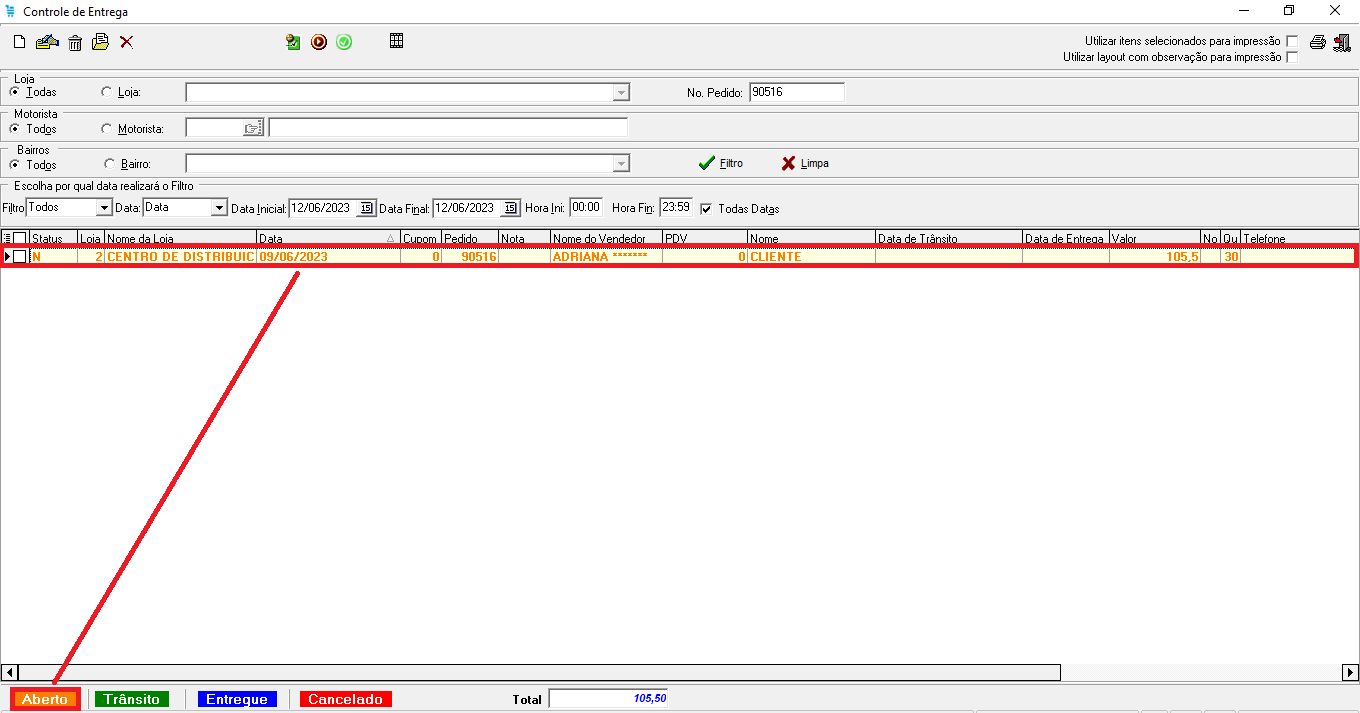 Controle de Entrega
Utilizar itens selecionados para impressão
Utilizar layout com observação para impressão
Loja
Todas Loja: No. Pedido: 90516
Motorista
Todos Motorista:
Bairros
Todos Bairro: Filtro Limpa
Escolha por qual data realizará o Filtro
Filtro Todos Data: Data Data Inicial: 12/06/2023 15 Data Final: 12/06/2023 15 Hora Ini: 00:00 Hora Fin: 23:59 Todas Datas
Status Loja Nome da Loja Data Cupom Pedido Nota Nome do Vendedor PDV Nome Data de Trânsito Data de Entrega Valor No Qu Telefone
N 2 CENTRO DE DISTRIBUIC 09/06/2023 0 90516 ADRIANA ******* 0 CLIENTE 105,5 30
Aberto Trânsito Entregue Cancelado Total 105,50